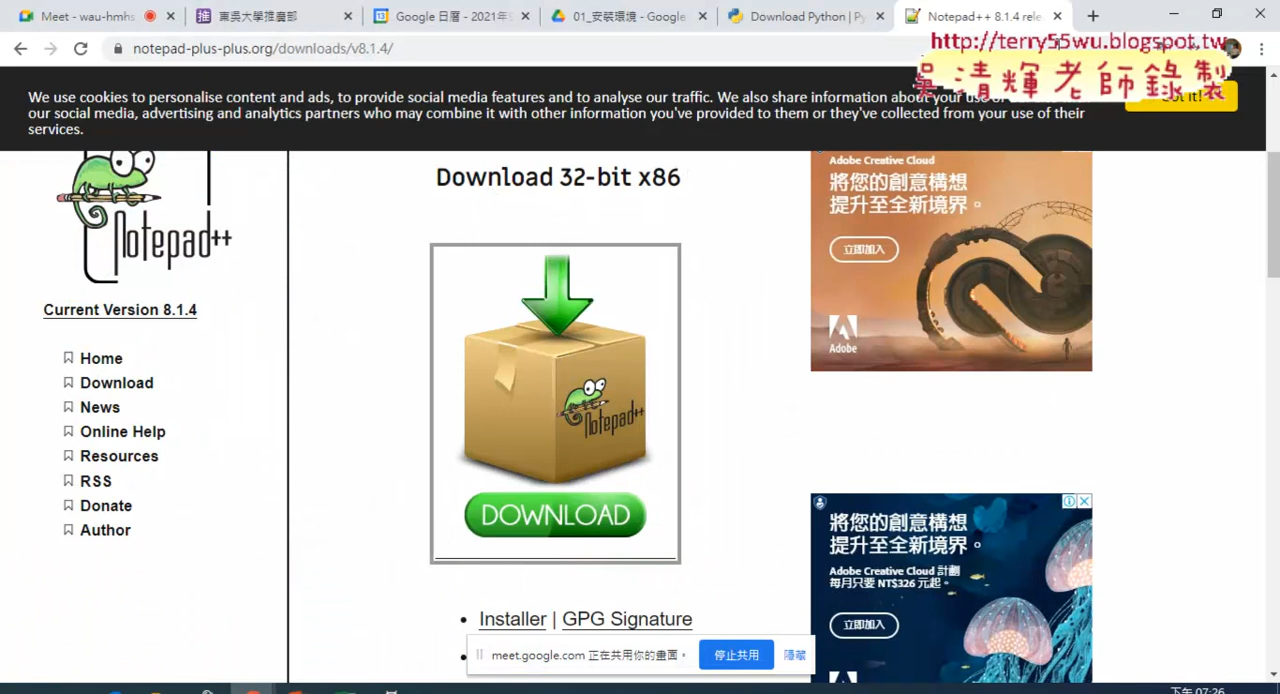 Meet - wau-hmhs
東吳大學推廣部
Google 日曆 - 2021年9
01_安裝環境 - Google
Download Python | Py
Notepad++ 8.1.4 rele
notepad-plus-plus.org/downloads/v8.1.4/
http://terry55wu.blogspot.tw
吳清輝老師錄製
We use cookies to personalise content and ads, to provide social media features and to analyse our traffic. We also share information about your use of
our social media, advertising and analytics partners who may combine it with other information you've provided to them or they've collected from your use of their
services.
Got it!
Notepad++
Current Version 8.1.4
Home
Download
News
Online Help
Resources
RSS
Donate
Author
Download 32-bit x86
Notepad++
DOWNLOAD
Installer | GPG Signature
Adobe Creative Cloud
將您的創意構想
提升至全新境界。
立即加入
Adobe
將您的創意構想
提升至全新境界。
Adobe Creative Cloud 計劃
每月只要 NT$326 元起。
立即加入
meet.google.com 正在共用你的畫面。
停止共用
隱藏
下午 07:26